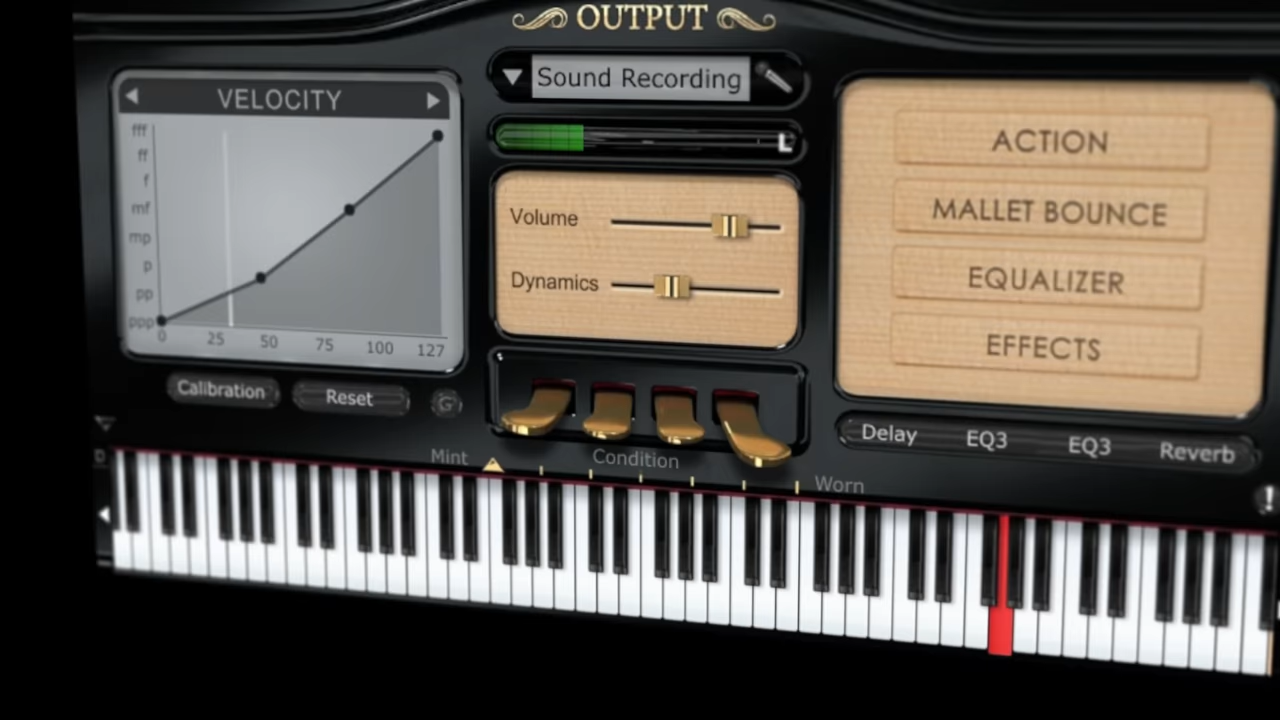 OUTPUT
VELOCITY
Sound Recording
L
fff
ff
f
mf
mp
p
pp
ppp
0 25 50 75 100 127
Calibration Reset G
Volume
Dynamics
ACTION
MALLET BOUNCE
EQUALIZER
EFFECTS
Delay EQ3 EQ3 Reverb
Mint Condition Worn
D
!